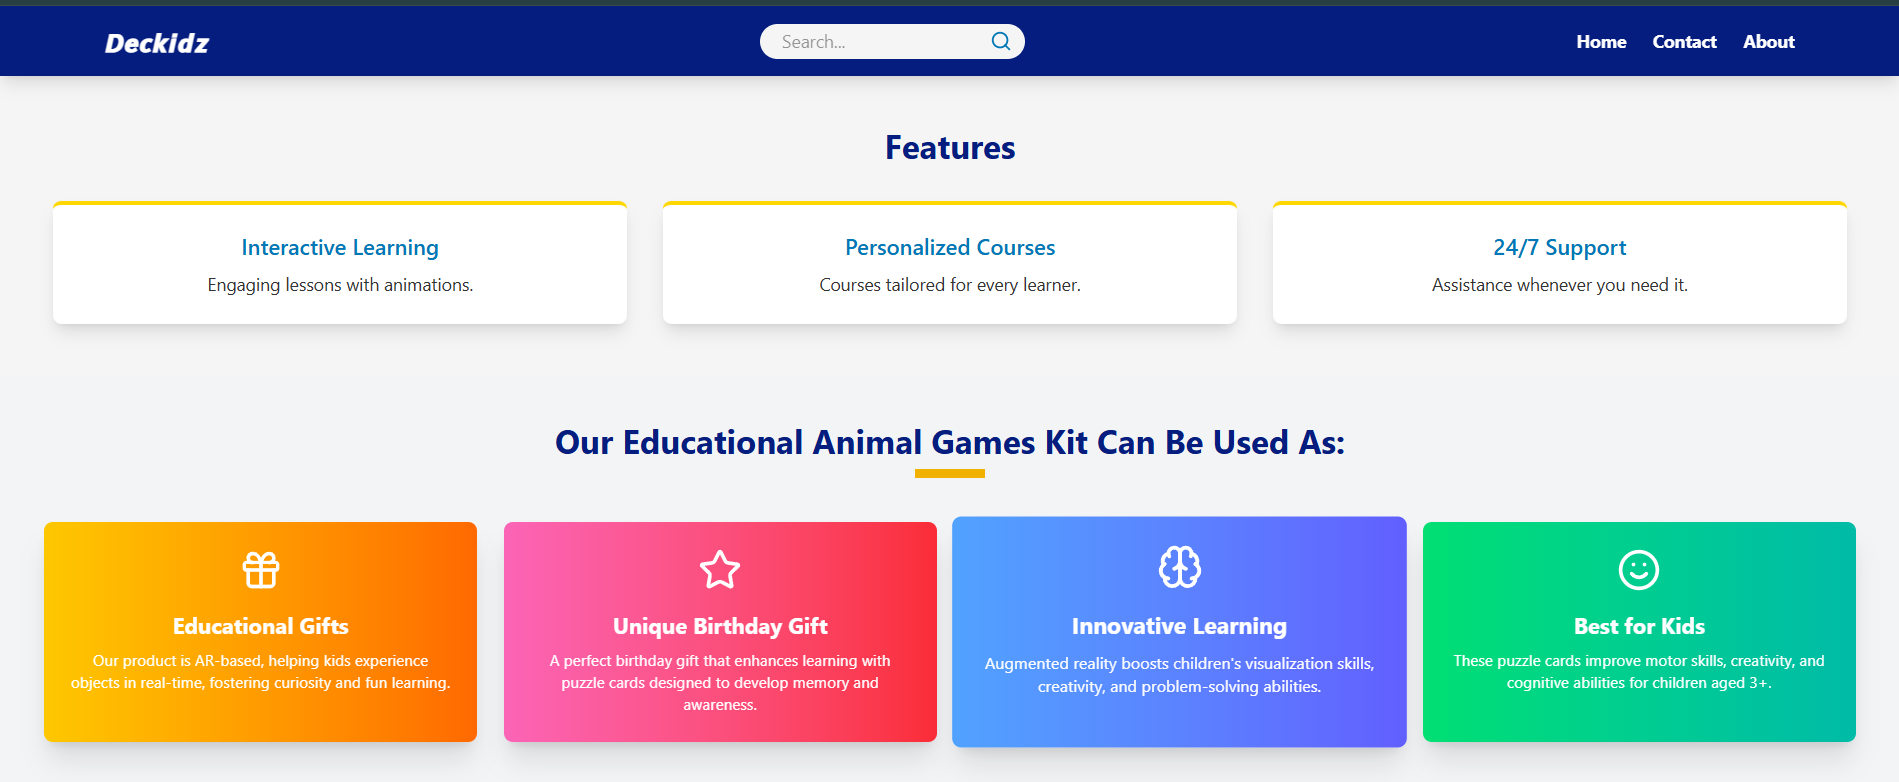 Deckidz
Search...
Home
Contact
About
Features
Interactive Learning
Engaging lessons with animations.
Personalized Courses
Courses tailored for every learner.
24/7 Support
Assistance whenever you need it.
Our Educational Animal Games Kit Can Be Used As:
Educational Gifts
Our product is AR-based, helping kids experience
objects in real-time, fostering curiosity and fun learning.
Unique Birthday Gift
A perfect birthday gift that enhances learning with
puzzle cards designed to develop memory and
awareness.
Innovative Learning
Augmented reality boosts children's visualization skills,
creativity, and problem-solving abilities.
Best for Kids
These puzzle cards improve motor skills, creativity, and
cognitive abilities for children aged 3+.